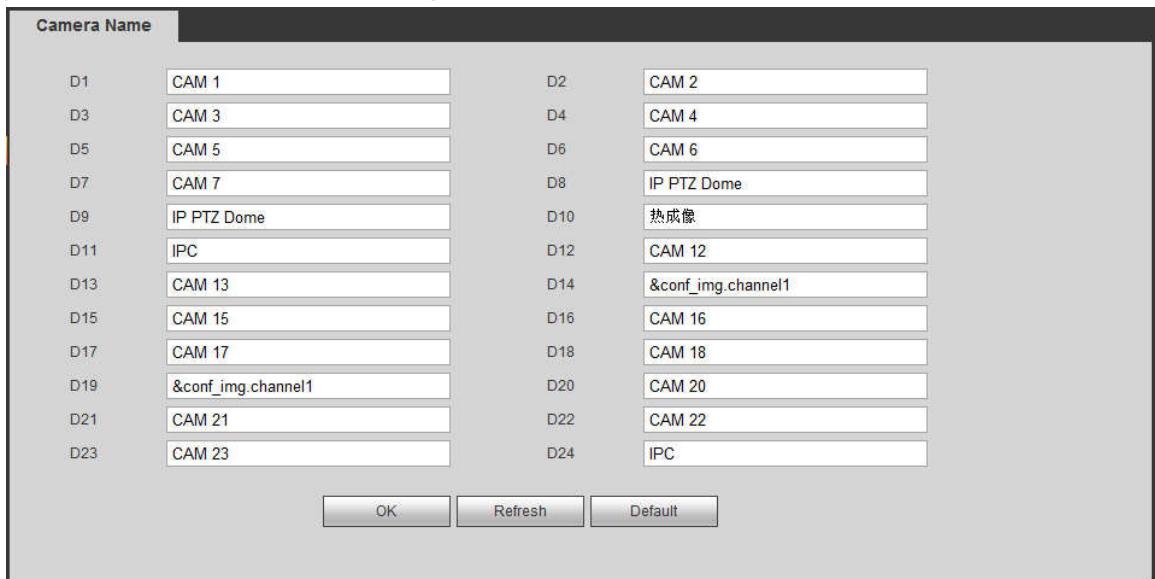 Camera Name
D1 CAM 1 D2 CAM 2
D3 CAM 3 D4 CAM 4
D5 CAM 5 D6 CAM 6
D7 CAM 7 D8 IP PTZ Dome
D9 IP PTZ Dome D10 热成像
D11 IPC D12 CAM 12
D13 CAM 13 D14 &conf_img.channel1
D15 CAM 15 D16 CAM 16
D17 CAM 17 D18 CAM 18
D19 &conf_img.channel1 D20 CAM 20
D21 CAM 21 D22 CAM 22
D23 CAM 23 D24 IPC
OK Refresh Default